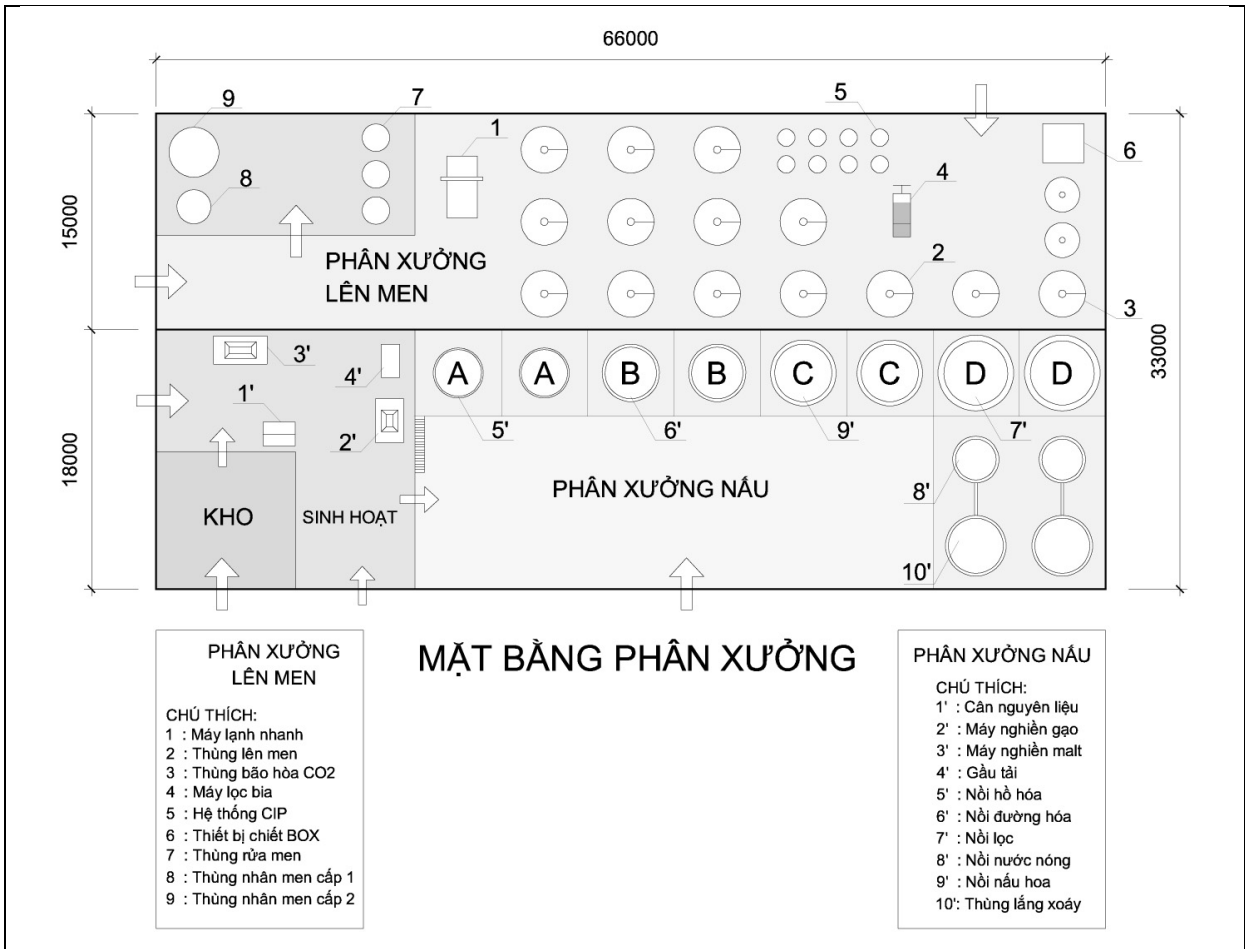 66000
9
7
1
5
6
8
4
15000
PHÂN XƯỞNG
LÊN MEN
2
3
33000
3'
4'
1'
2'
A
A
B
B
C
C
D
D
5'
6'
9'
7'
18000
KHO
SINH HOẠT
PHÂN XƯỞNG NẤU
8'
10'
MẶT BẰNG PHÂN XƯỞNG
PHÂN XƯỞNG
LÊN MEN
CHÚ THÍCH:
1 : Máy lạnh nhanh
2 : Thùng lên men
3 : Thùng bão hòa CO2
4 : Máy lọc bia
5 : Hệ thống CIP
6 : Thiết bị chiết BOX
7 : Thùng rửa men
8 : Thùng nhân men cấp 1
9 : Thùng nhân men cấp 2
PHÂN XƯỞNG NẤU
CHÚ THÍCH:
1' : Cân nguyên liệu
2' : Máy nghiền gạo
3' : Máy nghiền malt
4' : Gầu tải
5' : Nồi hồ hóa
6' : Nồi đường hóa
7' : Nồi lọc
8' : Nồi nước nóng
9' : Nồi nấu hoa
10': Thùng lắng xoáy